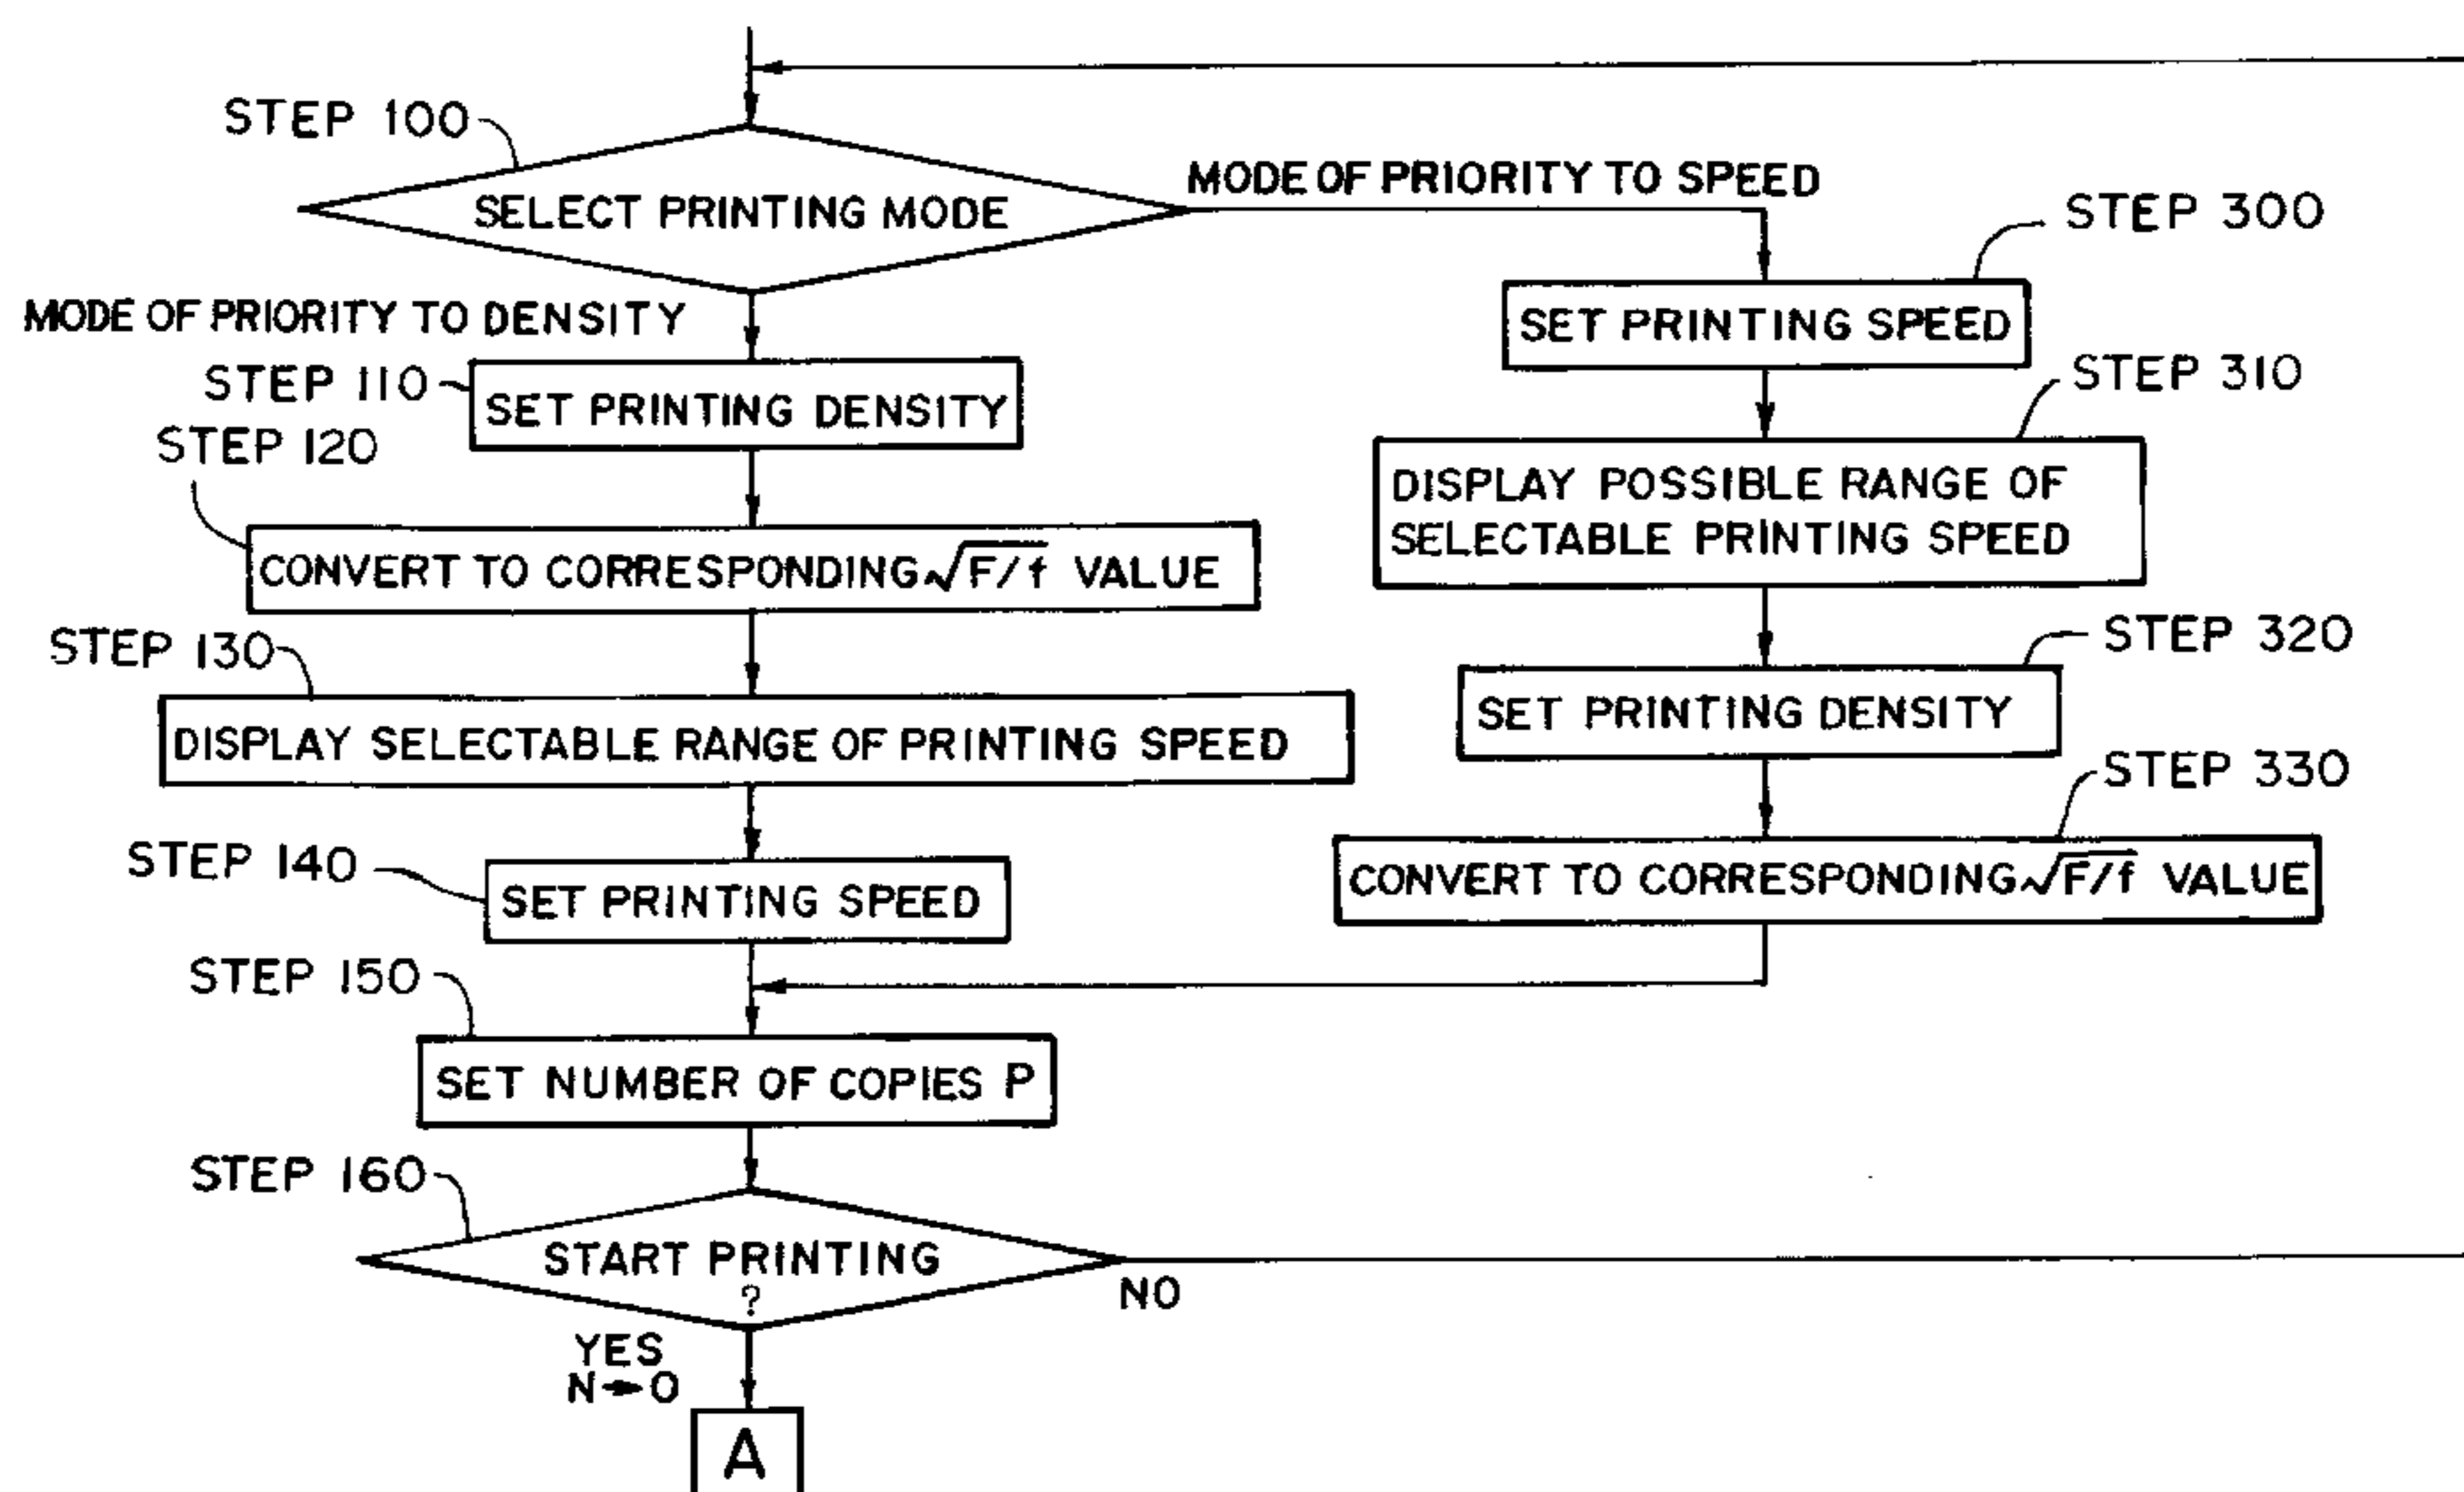 STEP 100
SELECT PRINTING MODE
MODE OF PRIORITY TO SPEED
STEP 300
SET PRINTING SPEED
MODE OF PRIORITY TO DENSITY
STEP 110
SET PRINTING DENSITY
STEP 310
DISPLAY POSSIBLE RANGE OF
SELECTABLE PRINTING SPEED
STEP 120
CONVERT TO CORRESPONDING √F/f VALUE
STEP 320
SET PRINTING DENSITY
STEP 130
DISPLAY SELECTABLE RANGE OF PRINTING SPEED
STEP 330
CONVERT TO CORRESPONDING √F/f VALUE
STEP 140
SET PRINTING SPEED
STEP 150
SET NUMBER OF COPIES P
STEP 160
START PRINTING
?
NO
YES
N→0
A